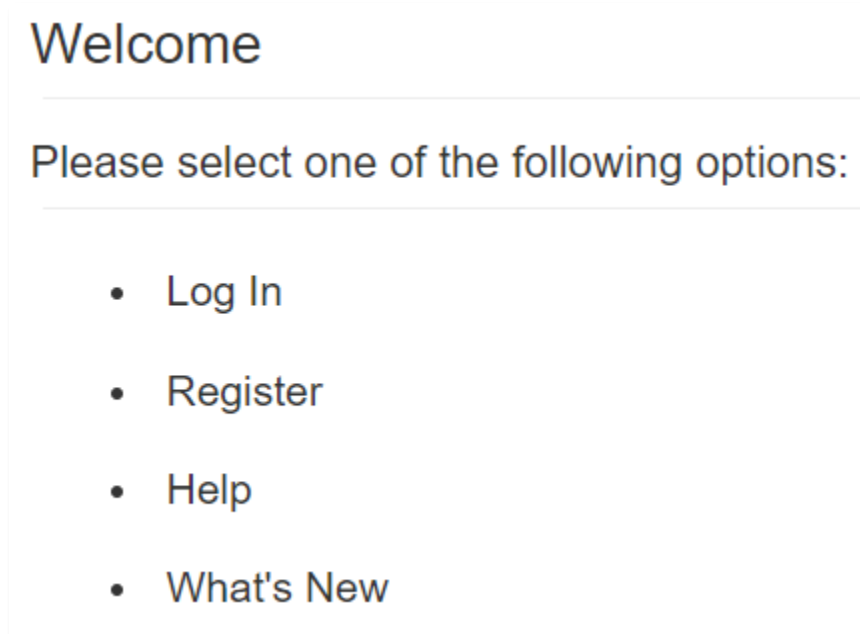 Welcome
Please select one of the following options:
• Log In
• Register
• Help
• What's New